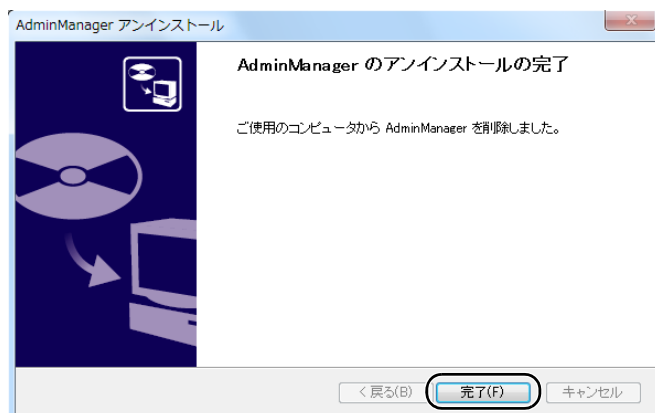 AdminManager アンインストール
AdminManager のアンインストールの完了
ご使用のコンピュータから AdminManager を削除しました。
< 戻る(B)
完了(F)
キャンセル